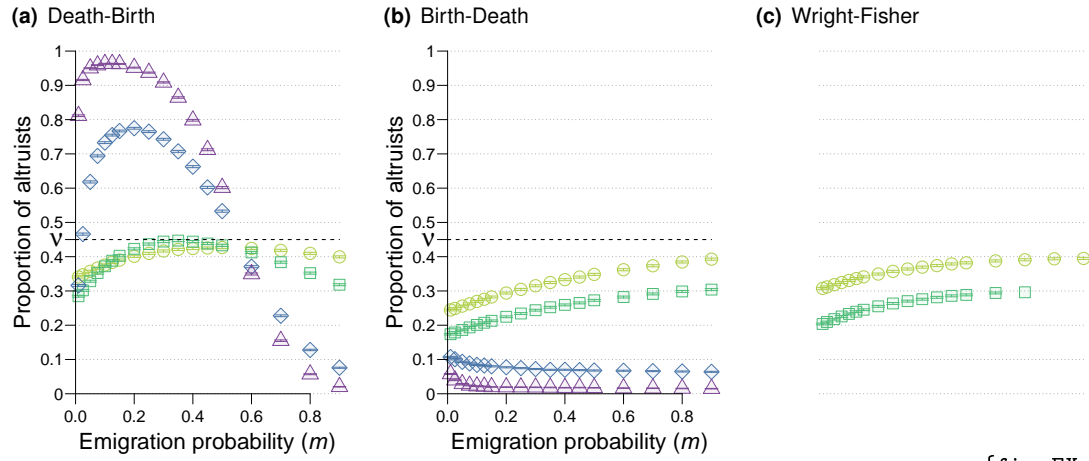 (a) Death-Birth
(b) Birth-Death
(c) Wright-Fisher
Proportion of altruists
1
0.9
0.8
0.7
0.6
0.5
ν
0.4
0.3
0.2
0.1
0
0.0 0.2 0.4 0.6 0.8
Emigration probability (m)
Proportion of altruists
1
0.9
0.8
0.7
0.6
0.5
ν
0.4
0.3
0.2
0.1
0
0.0 0.2 0.4 0.6 0.8
Emigration probability (m)